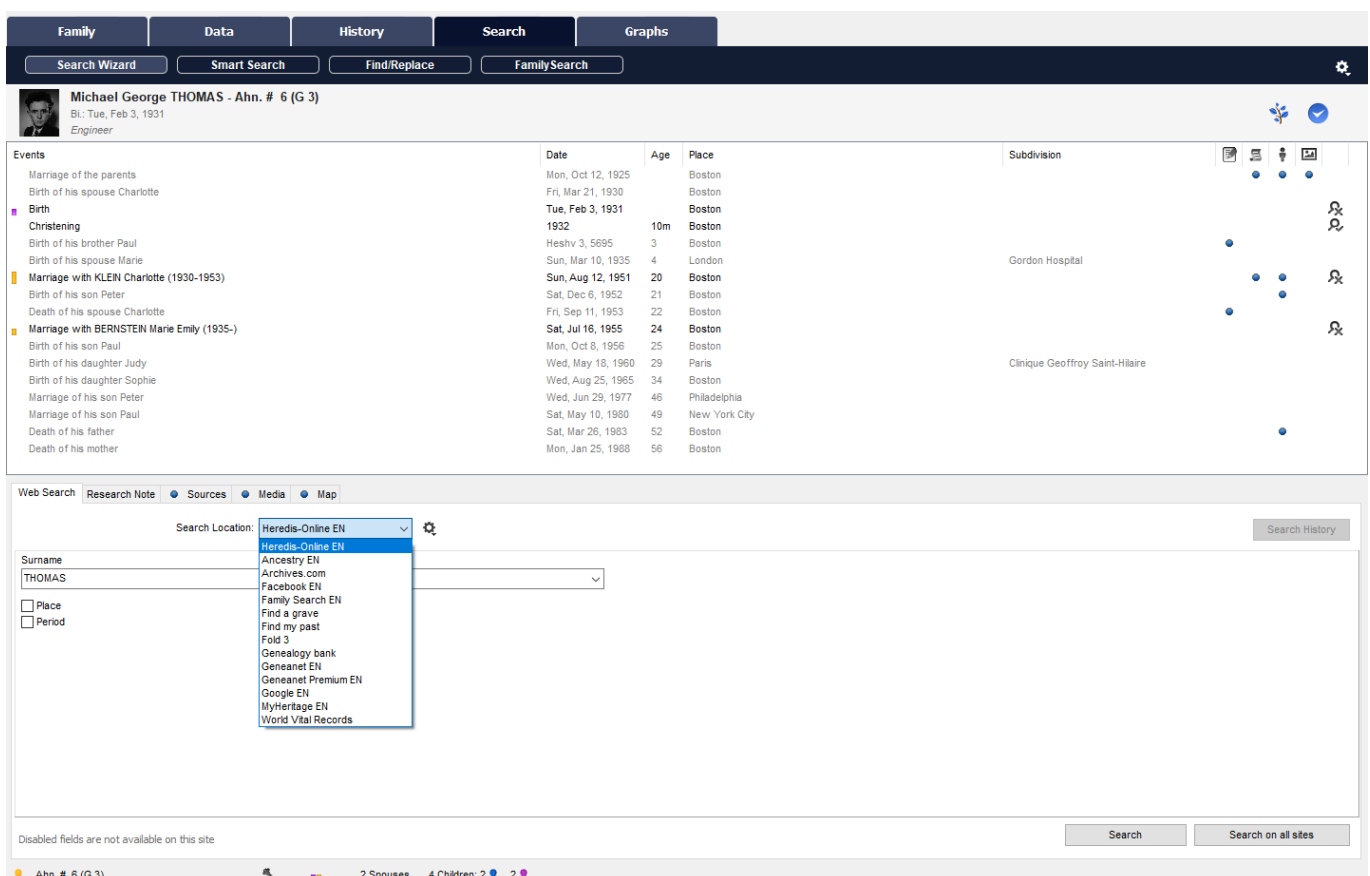 Family Data History Search Graphs
Search Wizard Smart Search Find/Replace FamilySearch
Michael George THOMAS - Ahn. # 6 (G 3)
Bi.: Tue, Feb 3, 1931
Engineer
Events Date Age Place Subdivision
Marriage of the parents Mon, Oct 12, 1925 Boston
Birth of his spouse Charlotte Fri, Mar 21, 1930 Boston
Birth Tue, Feb 3, 1931 Boston
Christening 1932 10m Boston
Birth of his brother Paul Heshv 3, 5695 3 Boston
Birth of his spouse Marie Sun, Mar 10, 1935 4 London Gordon Hospital
Marriage with KLEIN Charlotte (1930-1953) Sun, Aug 12, 1951 20 Boston
Birth of his son Peter Sat, Dec 6, 1952 21 Boston
Death of his spouse Charlotte Fri, Sep 11, 1953 22 Boston
Marriage with BERNSTEIN Marie Emily (1935-) Sat, Jul 16, 1955 24 Boston
Birth of his son Paul Mon, Oct 8, 1956 25 Boston
Birth of his daughter Judy Wed, May 18, 1960 29 Paris Clinique Geoffroy Saint-Hilaire
Birth of his daughter Sophie Wed, Aug 25, 1965 34 Boston
Marriage of his son Peter Wed, Jun 29, 1977 46 Philadelphia
Marriage of his son Paul Sat, May 10, 1980 49 New York City
Death of his father Sat, Mar 26, 1983 52 Boston
Death of his mother Mon, Jan 25, 1988 56 Boston
Web Search Research Note Sources Media Map
Search Location: Heredis-Online EN Search History
Heredis-Online EN
Surname
Ancestry EN
Archives.com
THOMAS
Facebook EN
Family Search EN
Place
Find a grave
Period
Find my past
Fold 3
Genealogy bank
Geneanet EN
Geneanet Premium EN
Google EN
MyHeritage EN
World Vital Records
Disabled fields are not available on this site Search Search on all sites
Ahn. # 6 (G 3) 2 Spouses 4 Children: 2 2